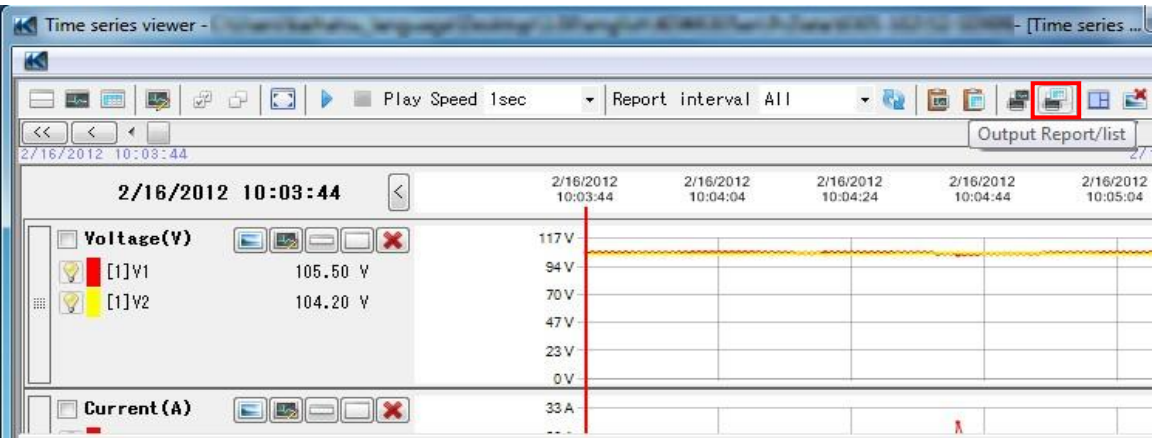 Time series viewer - - [Time series ...
Play Speed 1sec Report interval All
<< <
Output Report/list
2/16/2012 10:03:44
2/16/2012 10:03:44 <
2/16/2012 10:03:44
2/16/2012 10:04:04
2/16/2012 10:04:24
2/16/2012 10:04:44
2/16/2012 10:05:04
Voltage(V)
[1]V1 105.50 V
[1]V2 104.20 V
117 V
94 V
70 V
47 V
23 V
0 V
Current(A)
33 A